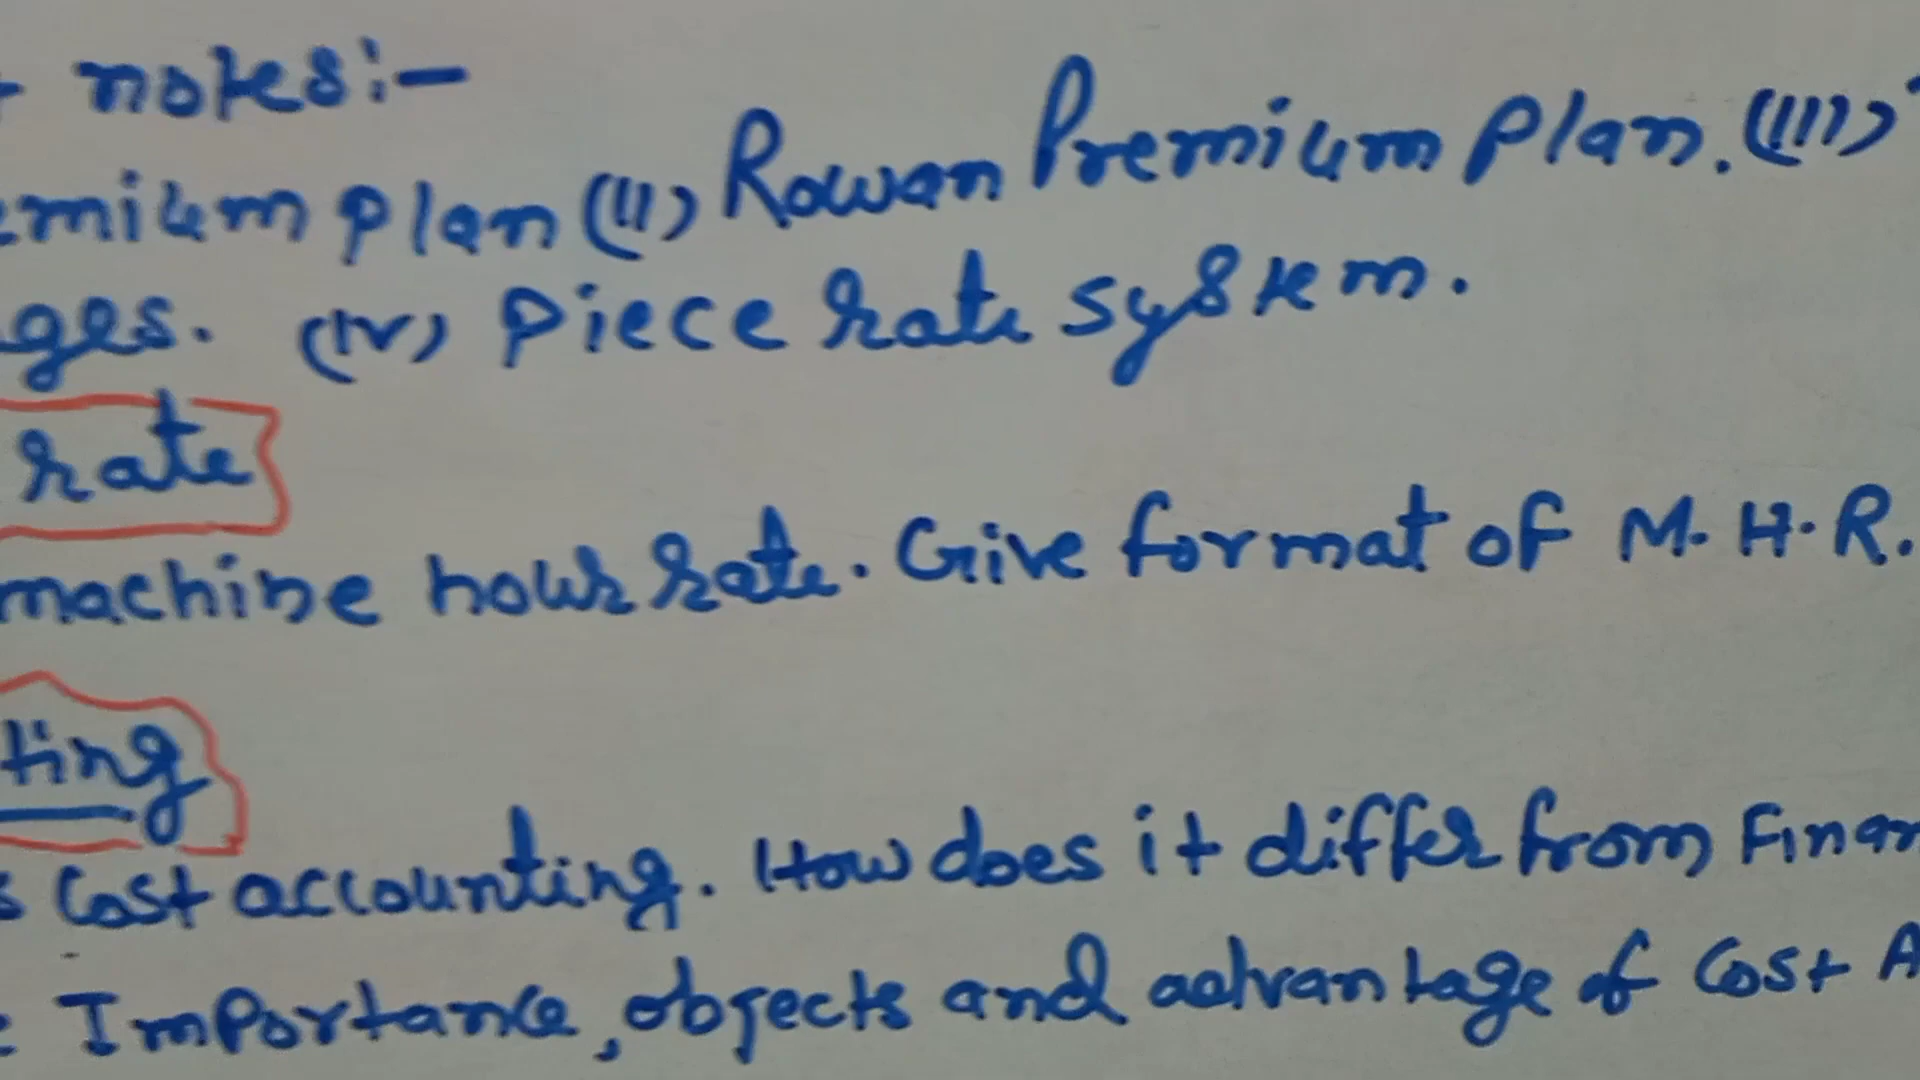 notes:-
emium plan (II) Rowan Premium Plan. (III)
ges. (IV) Piece rate system.
rate
machine hour rate. Give format of M.H.R.
ting
s Cost accounting. How does it differ from Finan
Importance, objects and advantage of Cost A